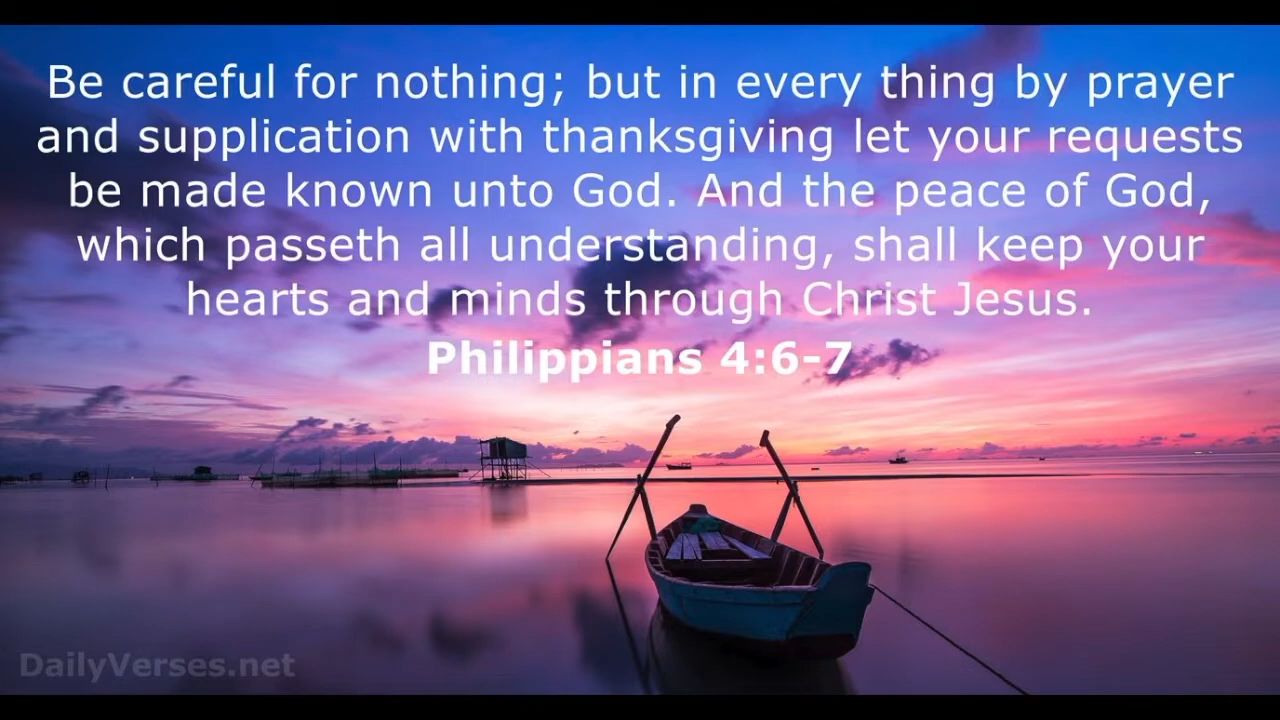 Be careful for nothing; but in every thing by prayer
and supplication with thanksgiving let your requests
be made known unto God. And the peace of God,
which passeth all understanding, shall keep your
hearts and minds through Christ Jesus.
Philippians 4:6-7
DailyVerses.net